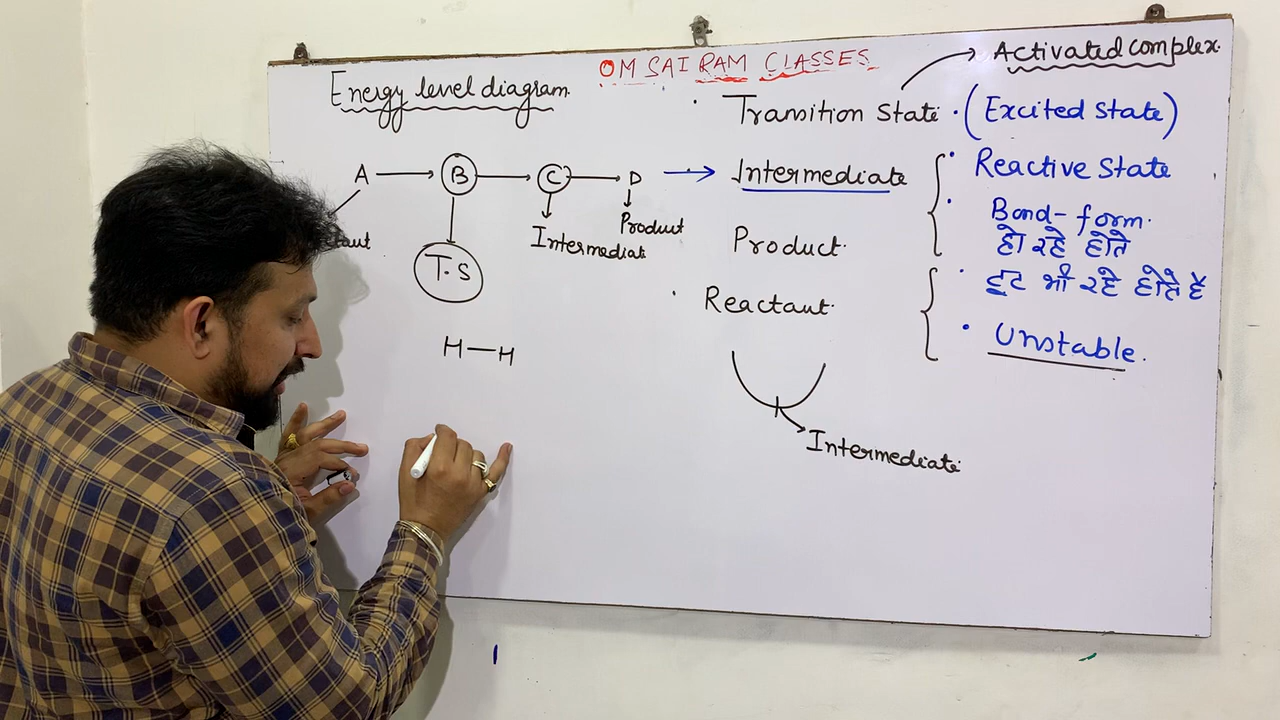 OM SAI RAM CLASSES
Energy level diagram
Activated complex.
Transition State. (Excited State)
A → B → C → D → Intermediate
Product
Intermediate
T.S
H—H
Product.
Reactant.
Intermediate
Reactive State
Bond-form.
हो रहे होते
टूट भी रहे होते हैं
Unstable.